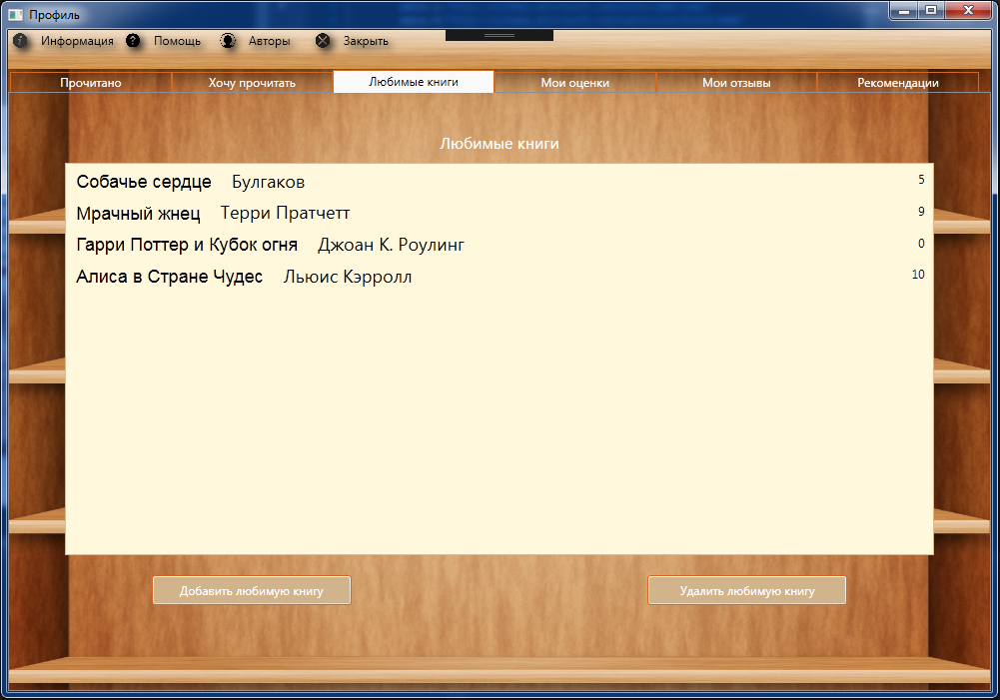 Профиль
Информация Помощь Авторы Закрыть
Прочитано Хочу прочитать Любимые книги Мои оценки Мои отзывы Рекомендации
Любимые книги
Собачье сердце Булгаков 5
Мрачный жнец Терри Пратчетт 9
Гарри Поттер и Кубок огня Джоан К. Роулинг 0
Алиса в Стране Чудес Льюис Кэрролл 10
Добавить любимую книгу Удалить любимую книгу